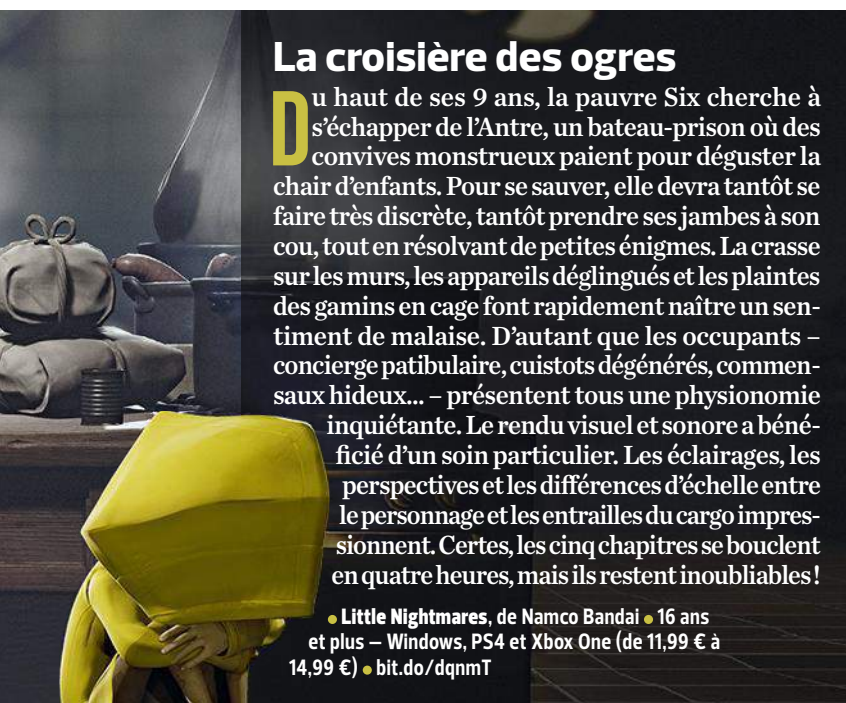 La croisière des ogres
Du haut de ses 9 ans, la pauvre Six cherche à
s’échapper de l’Antre, un bateau-prison où des
convives monstrueux paient pour déguster la
chair d’enfants. Pour se sauver, elle devra tantôt se
faire très discrète, tantôt prendre ses jambes à son
cou, tout en résolvant de petites énigmes. La crasse
sur les murs, les appareils déglingués et les plaintes
des gamins en cage font rapidement naître un sen-
timent de malaise. D’autant que les occupants –
concierge patibulaire, cuistots dégénérés, commen-
saux hideux... – présentent tous une physionomie
inquiétante. Le rendu visuel et sonore a béné-
ficié d’un soin particulier. Les éclairages, les
perspectives et les différences d’échelle entre
le personnage et les entrailles du cargo impres-
sionnent. Certes, les cinq chapitres se bouclent
en quatre heures, mais ils restent inoubliables !
● Little Nightmares, de Namco Bandai ● 16 ans
et plus – Windows, PS4 et Xbox One (de 11,99 € à
14,99 €) ● bit.do/dqnmT